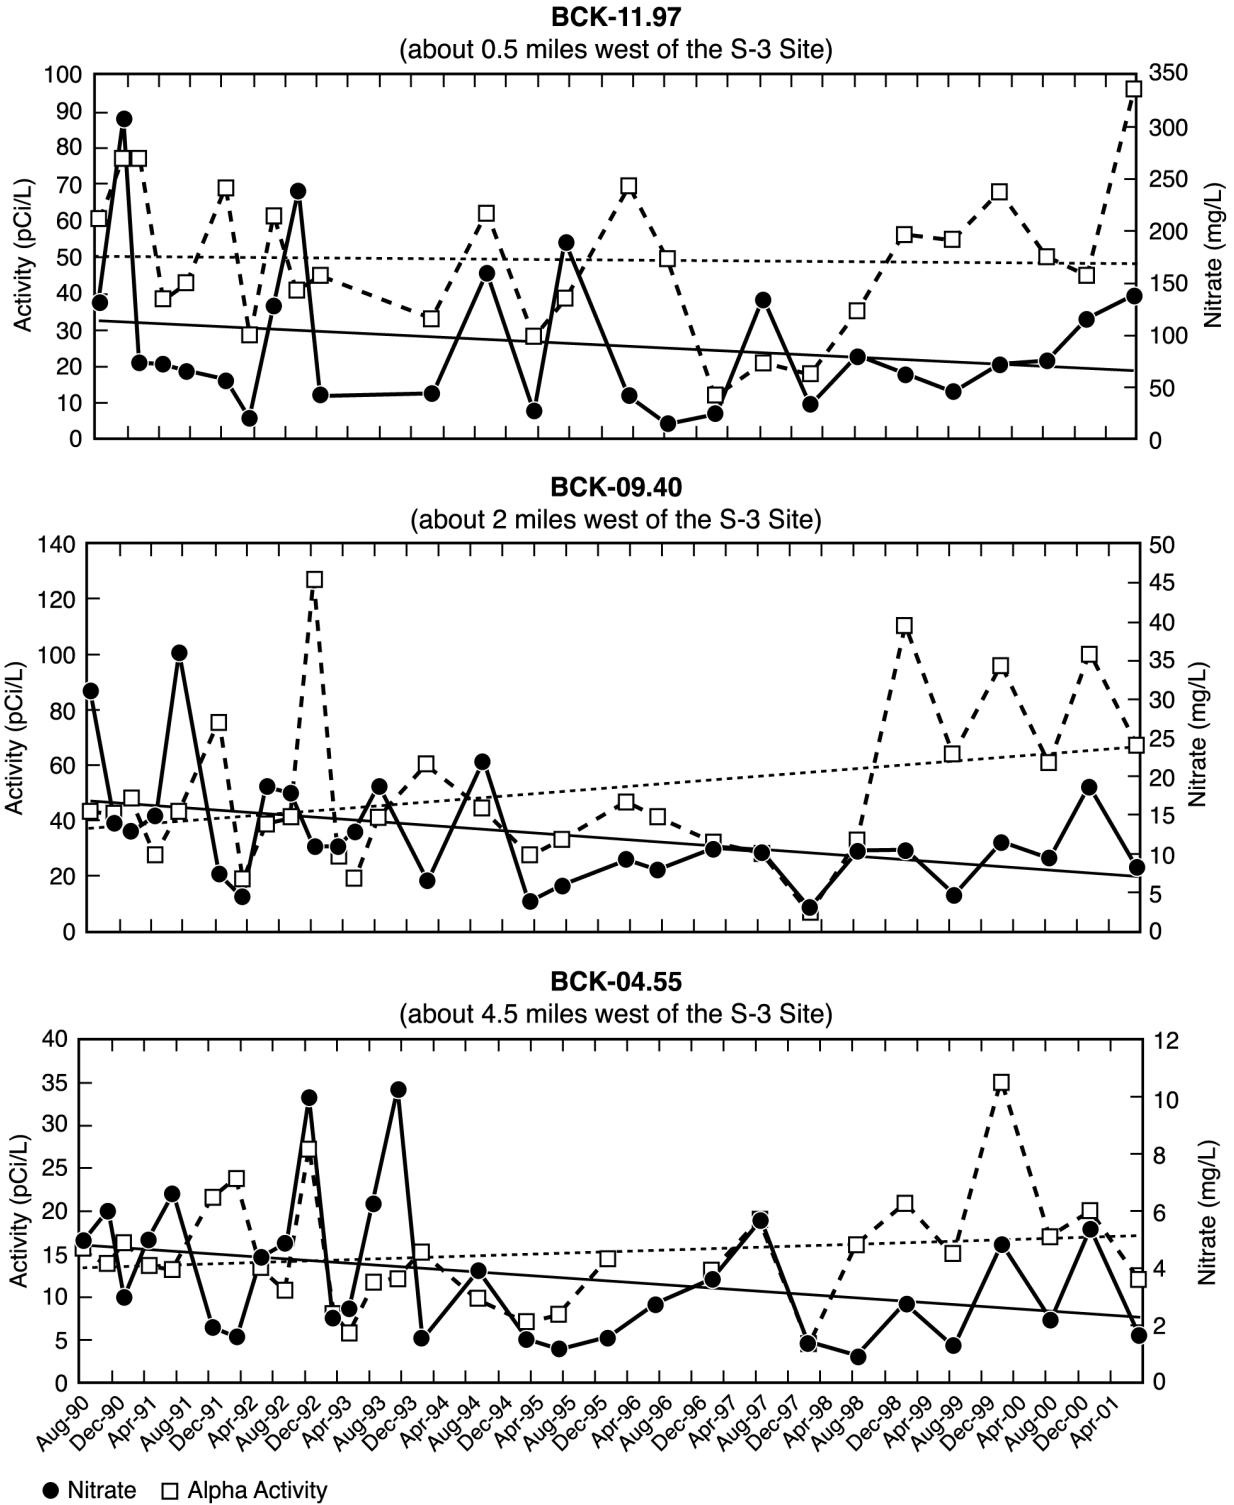 BCK-11.97
(about 0.5 miles west of the S-3 Site)
100
90
80
70
60
50
40
30
20
10
0
Activity (pCi/L)
350
300
250
200
150
100
50
0
Nitrate (mg/L)
BCK-09.40
(about 2 miles west of the S-3 Site)
140
120
100
80
60
40
20
0
Activity (pCi/L)
50
45
40
35
30
25
20
15
10
5
0
Nitrate (mg/L)
BCK-04.55
(about 4.5 miles west of the S-3 Site)
40
35
30
25
20
15
10
5
0
Activity (pCi/L)
12
10
8
6
4
2
0
Nitrate (mg/L)
Aug-90
Dec-90
Apr-91
Aug-91
Dec-91
Apr-92
Aug-92
Dec-92
Apr-93
Aug-93
Dec-93
Apr-94
Aug-94
Dec-94
Apr-95
Aug-95
Dec-95
Apr-96
Aug-96
Dec-96
Apr-97
Aug-97
Dec-97
Apr-98
Aug-98
Dec-98
Apr-99
Aug-99
Dec-99
Apr-00
Aug-00
Dec-00
Apr-01
Nitrate
Alpha Activity